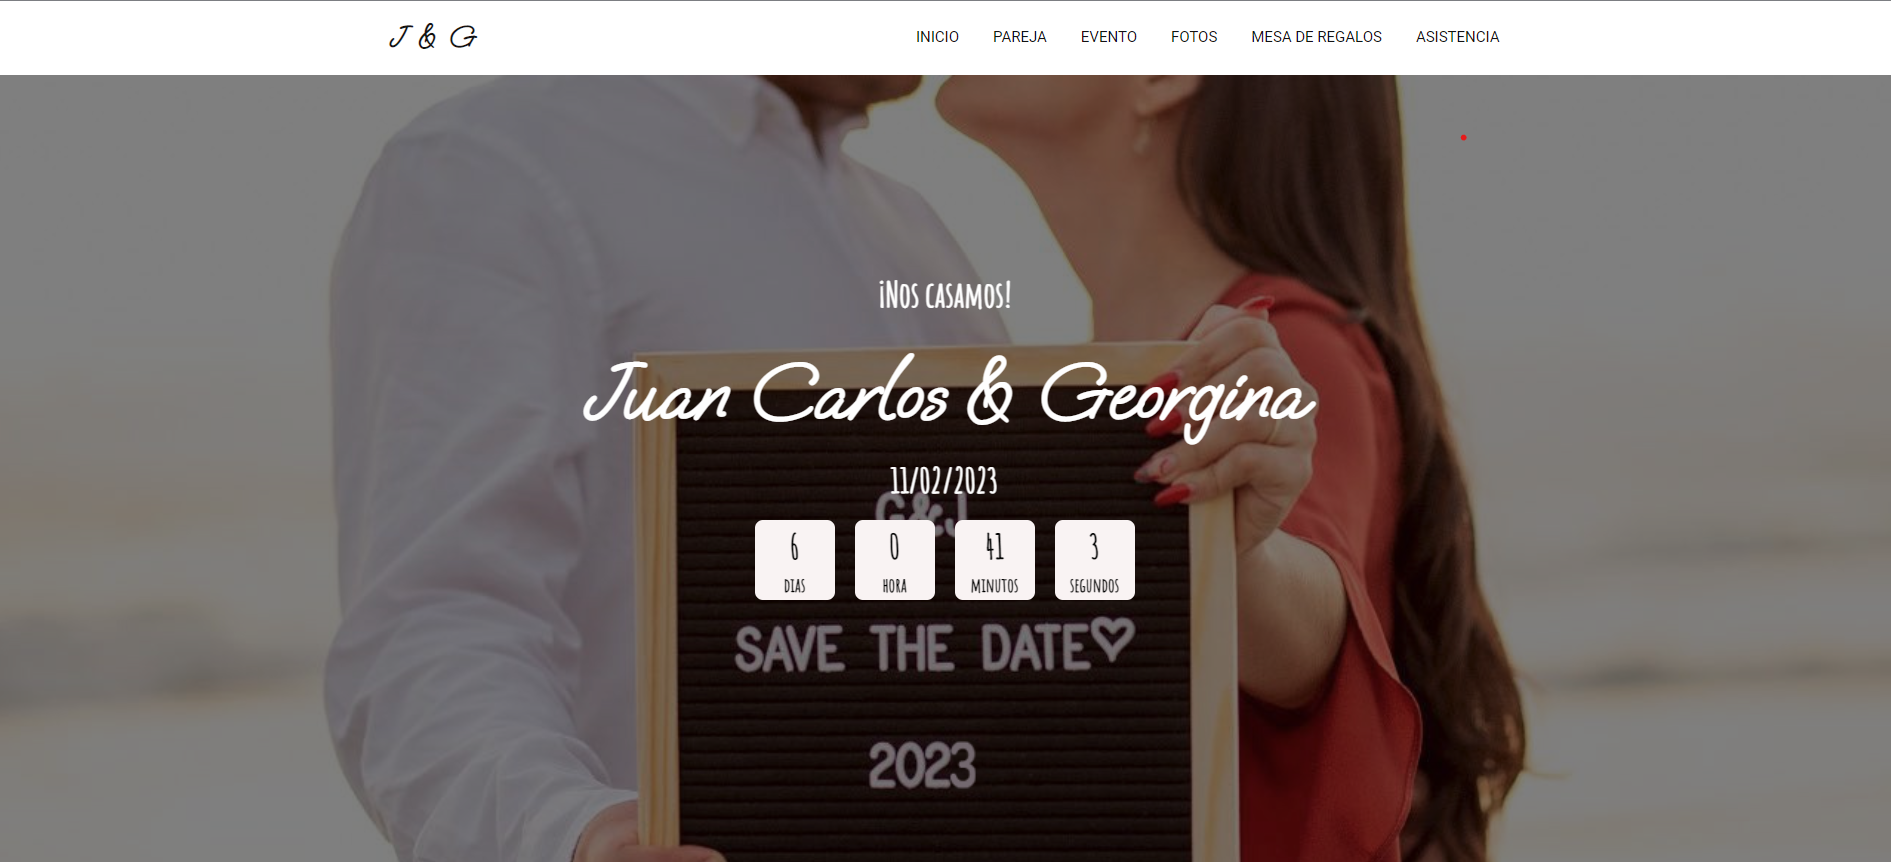 J & G
INICIO PAREJA EVENTO FOTOS MESA DE REGALOS ASISTENCIA
¡Nos casamos!
Juan Carlos & Georgina
11/02/2023
G&J
6 0 41 3
DIAS HORA MINUTOS SEGUNDOS
SAVE THE DATE♡
2023